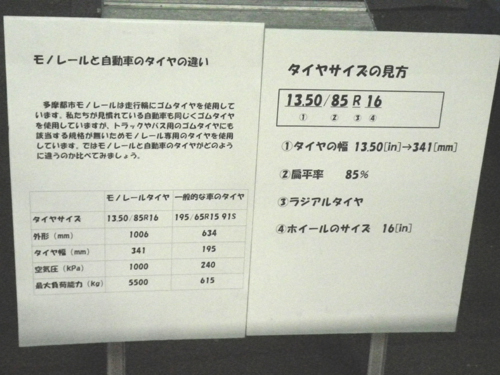 モノレールと自動車のタイヤの違い
多摩都市モノレールは走行輪にゴムタイヤを使用して
います。私たちが見慣れている自動車も同じくゴムタイヤ
を使用していますが、トラックやバス用のゴムタイヤにも
該当する規格が無いためモノレール専用のタイヤを使用
しています。ではモノレールと自動車のタイヤがどのよう
に違うのか比べてみましょう。
モノレールタイヤ 一般的な車のタイヤ
タイヤサイズ 13.50/85R16 195/65R15 91S
外形（mm） 1006 634
タイヤ幅（mm） 341 195
空気圧（kPa） 1000 240
最大負荷能力（kg） 5500 615
タイヤサイズの見方
13.50/85 R 16
① ② ③ ④
①タイヤの幅 13.50[in]→341[mm]
②扁平率 85%
③ラジアルタイヤ
④ホイールのサイズ 16[in]